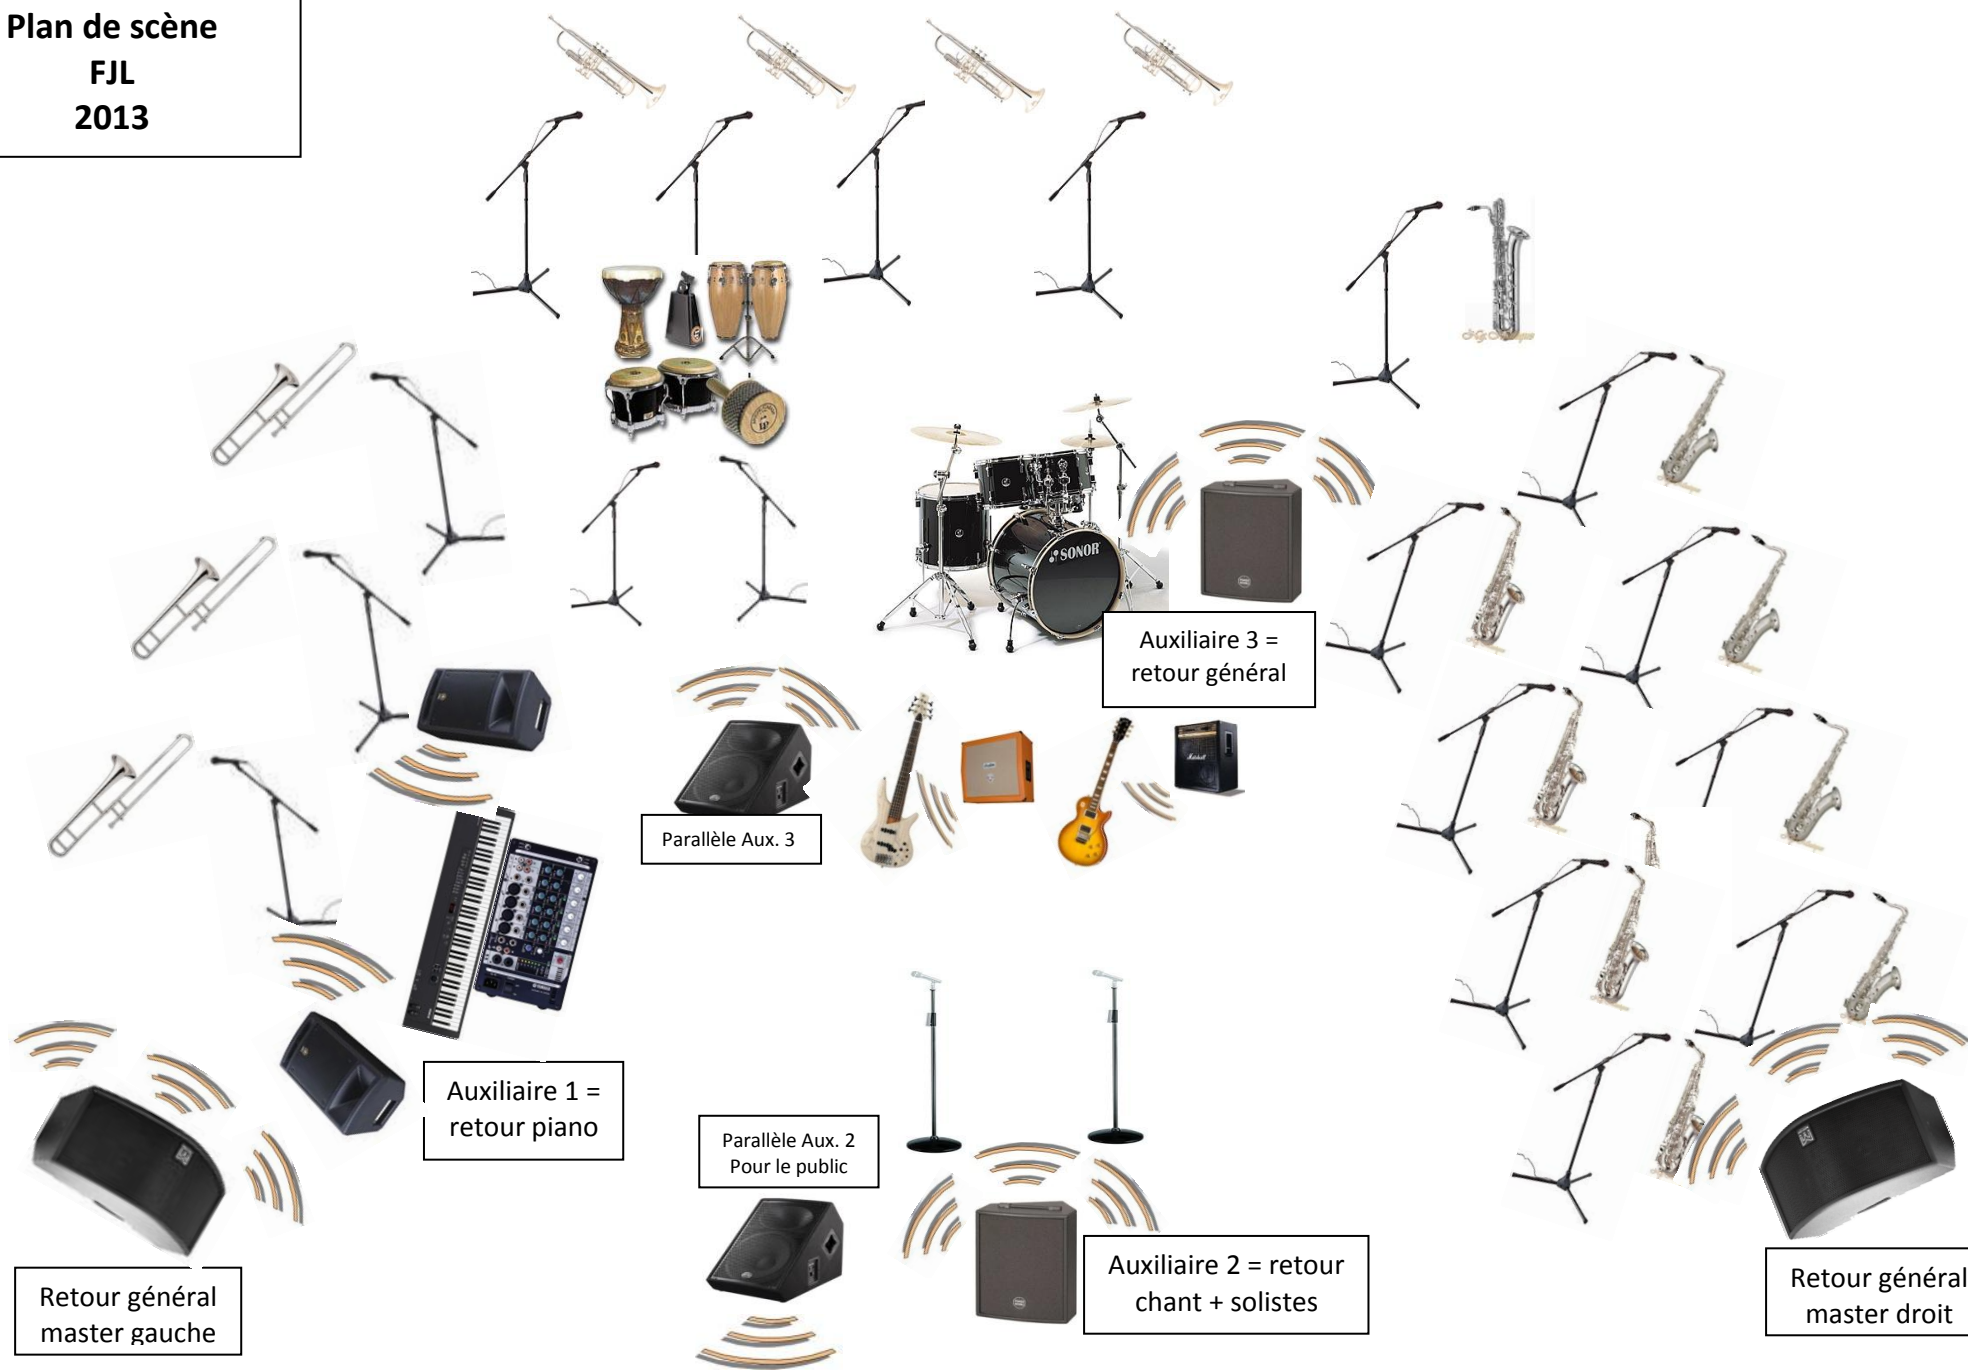 Plan de scène
FJL
2013
SONOR
Auxiliaire 3 =
retour général
Marshall
Parallèle Aux. 3
Auxiliaire 1 =
retour piano
Parallèle Aux. 2
Pour le public
Auxiliaire 2 = retour
chant + solistes
Retour général
master gauche
Retour général
master droit